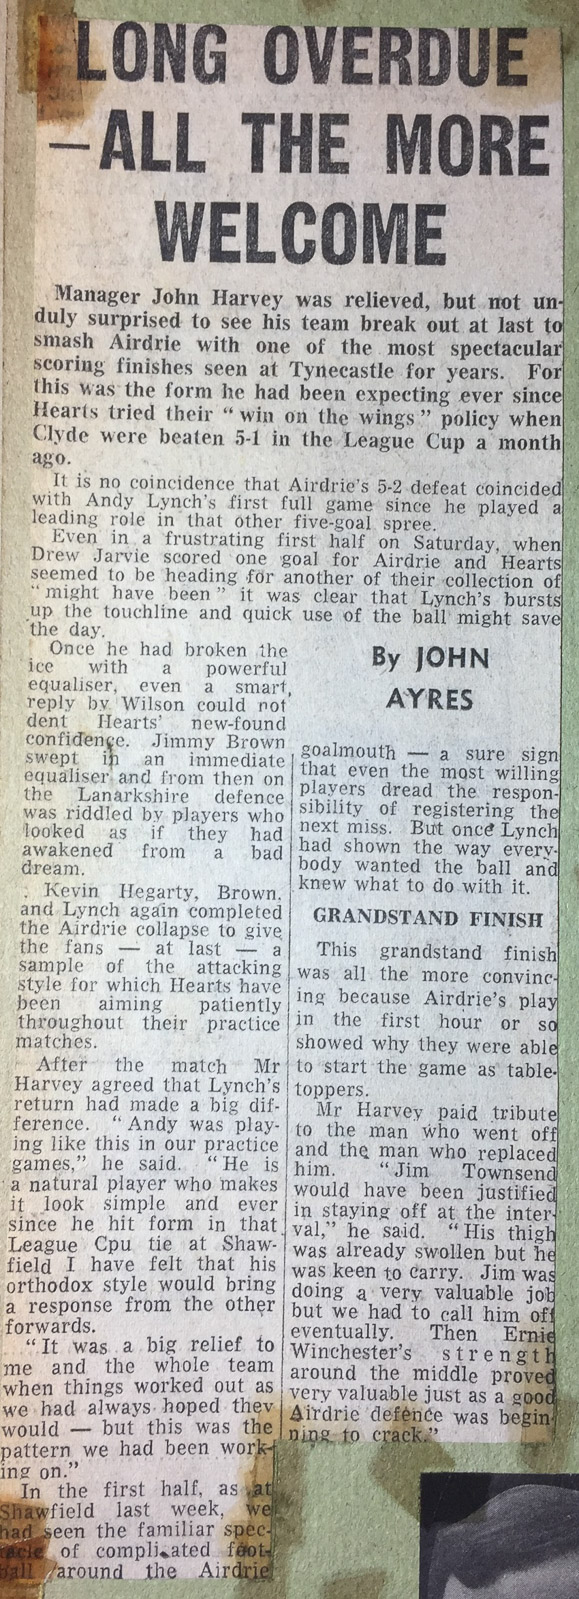 LONG OVERDUE
—ALL THE MORE
WELCOME
Manager John Harvey was relieved, but not un-
duly surprised to see his team break out at last to
smash Airdrie with one of the most spectacular
scoring finishes seen at Tynecastle for years. For
this was the form he had been expecting ever since
Hearts tried their “ win on the wings ” policy when
Clyde were beaten 5-1 in the League Cup a month
ago.
It is no coincidence that Airdrie's 5-2 defeat coincided
with Andy Lynch's first full game since he played a
leading role in that other five-goal spree.
Even in a frustrating first half on Saturday, when
Drew Jarvie scored one goal for Airdrie and Hearts
seemed to be heading for another of their collection of
“ might have been ” it was clear that Lynch's bursts
up the touchline and quick use of the ball might save
the day.
Once he had broken the
ice with a powerful
equaliser, even a smart
reply by Wilson could not
dent Hearts' new-found
confidence. Jimmy Brown
swept in an immediate
equaliser and from then on
the Lanarkshire defence
was riddled by players who
looked as if they had
awakened from a bad
dream.
Kevin Hegarty, Brown.
and Lynch again completed
the Airdrie collapse to give
the fans — at last — a
sample of the attacking
style for which Hearts have
been aiming patiently
throughout their practice
matches.
After the match Mr
Harvey agreed that Lynch's
return had made a big dif-
ference. “ Andy was play-
ing like this in our practice
games,” he said. “He is
a natural player who makes
it look simple and ever
since he hit form in that
League Cpu tie at Shaw-
field I have felt that his
orthodox style would bring
a response from the other
forwards.
“It was a big relief to
me and the whole team
when things worked out as
we had always hoped they
would — but this was the
pattern we had been work-
ing on.”
In the first half, as at
Shawfield last week, we
had seen the familiar spec-
tacle of complicated foot-
ball around the Airdrie
By JOHN
AYRES
goalmouth — a sure sign
that even the most willing
players dread the respon-
sibility of registering the
next miss. But once Lynch
had shown the way every-
body wanted the ball and
knew what to do with it.
GRANDSTAND FINISH
This grandstand finish
was all the more convinc-
ing because Airdrie's play
in the first hour or so
showed why they were able
to start the game as table-
toppers.
Mr Harvey paid tribute
to the man who went off
and the man who replaced
him. “Jim Townsend
would have been justified
in staying off at the inter-
val,” he said. “His thigh
was already swollen but he
was keen to carry. Jim was
doing a very valuable job
but we had to call him off
eventually. Then Ernie
Winchester's strength
around the middle proved
very valuable just as a good
Airdrie defence was begin-
ning to crack.”